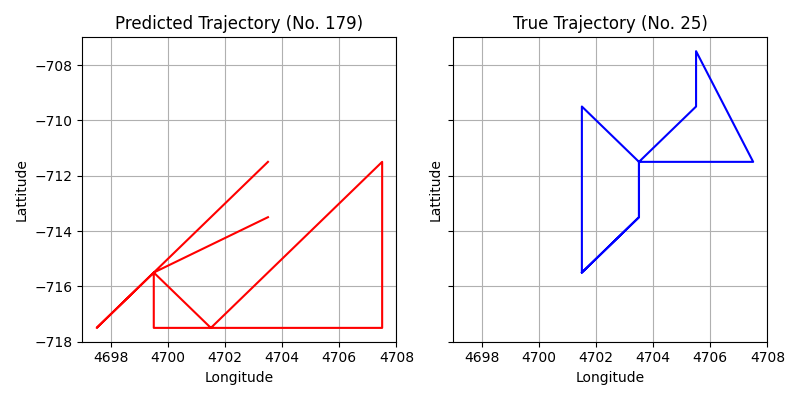 Predicted Trajectory (No. 179)
True Trajectory (No. 25)
−708
−710
−712
−714
−716
−718
Lattitude
Lattitude
4698 4700 4702 4704 4706 4708
4698 4700 4702 4704 4706 4708
Longitude
Longitude